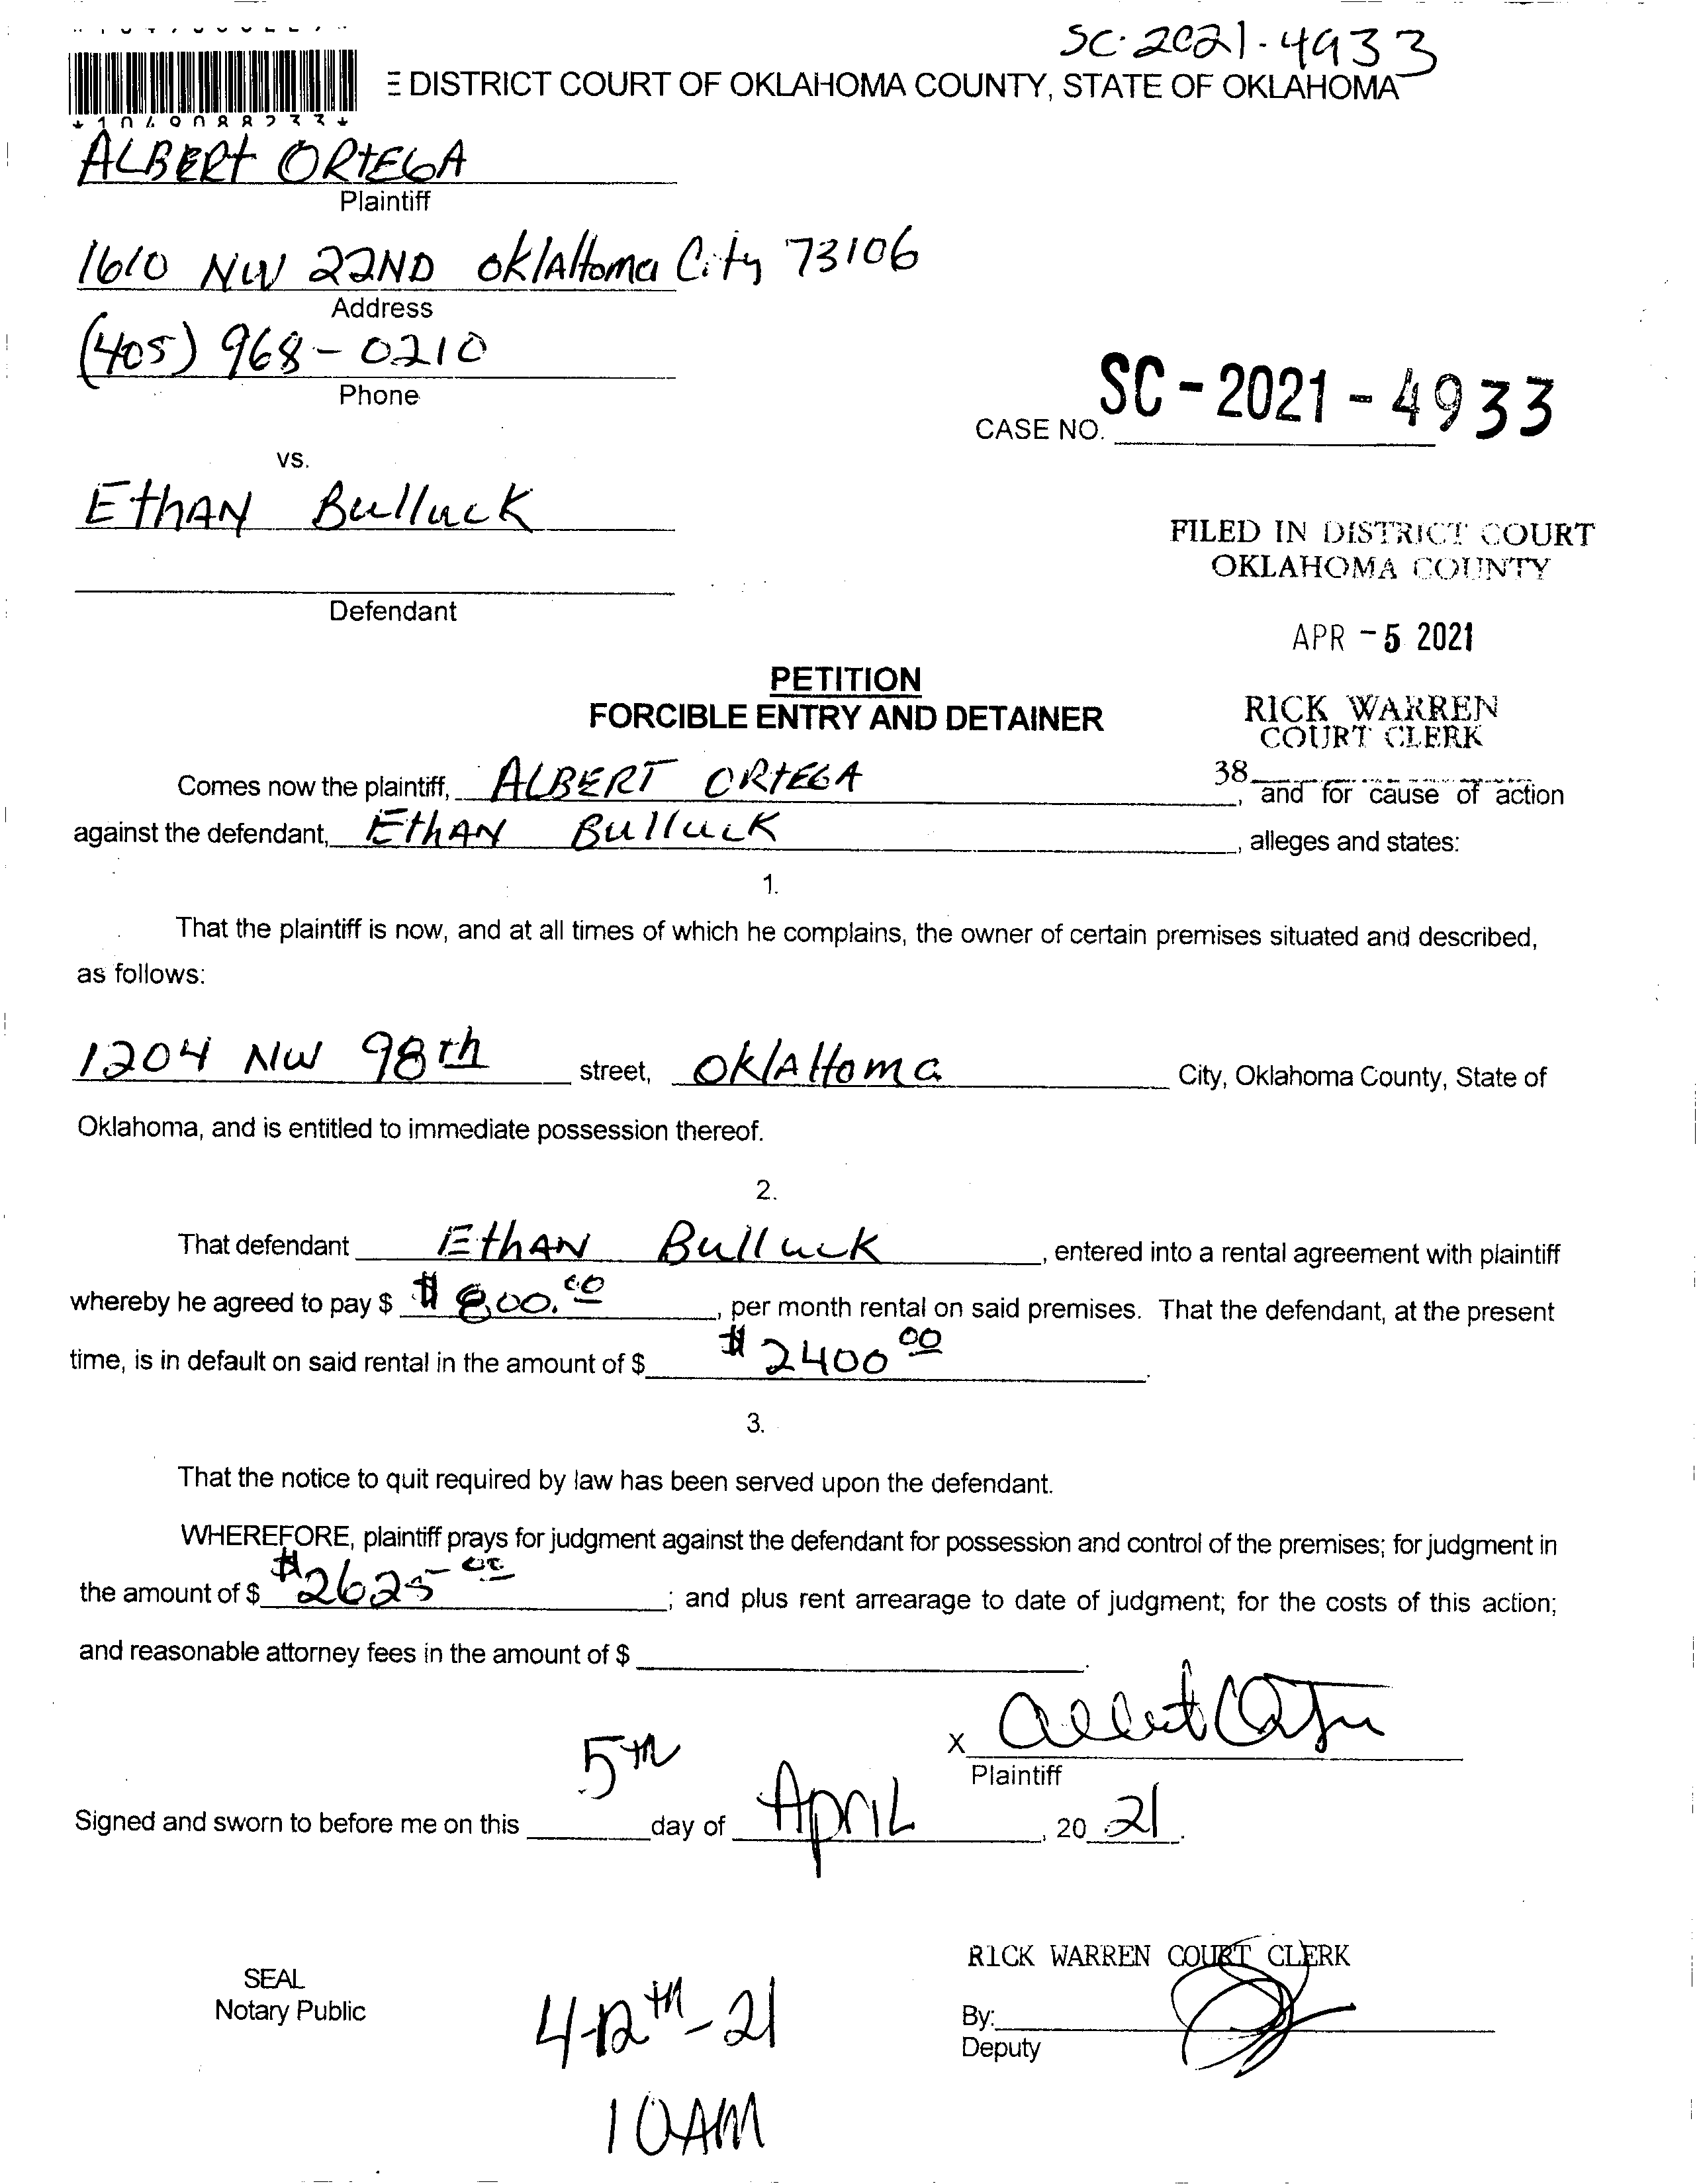 SC-2021-4933
E DISTRICT COURT OF OKLAHOMA COUNTY, STATE OF OKLAHOMA
*1049088233*
ALBERt ORtEGA
Plaintiff
1610 NW 22ND OklAHoma City 73106
Address
(405) 968-0210
Phone
SC-2021-4933
CASE NO.
vs.
EthAN Bulluck
FILED IN DISTRICT COURT
OKLAHOMA COUNTY
Defendant
APR -5 2021
PETITION
FORCIBLE ENTRY AND DETAINER
RICK WARREN
COURT CLERK
38
Comes now the plaintiff, ALBERT ORtEGA, and for cause of action
against the defendant, EthAN Bulluck, alleges and states:
1.
That the plaintiff is now, and at all times of which he complains, the owner of certain premises situated and described,
as follows:
1204 NW 98th street, OklAHoma City, Oklahoma County, State of
Oklahoma, and is entitled to immediate possession thereof.
2.
That defendant EthAN Bulluck, entered into a rental agreement with plaintiff
whereby he agreed to pay $ $800.00, per month rental on said premises. That the defendant, at the present
time, is in default on said rental in the amount of $ $2400 00.
3.
That the notice to quit required by law has been served upon the defendant.
WHEREFORE, plaintiff prays for judgment against the defendant for possession and control of the premises; for judgment in
the amount of $ $2625-00; and plus rent arrearage to date of judgment; for the costs of this action;
and reasonable attorney fees in the amount of $ .
x
Plaintiff
Signed and sworn to before me on this 5th day of April, 20 21.
RICK WARREN COURT CLERK
SEAL
Notary Public
4-12th-21
By:
Deputy
10AM